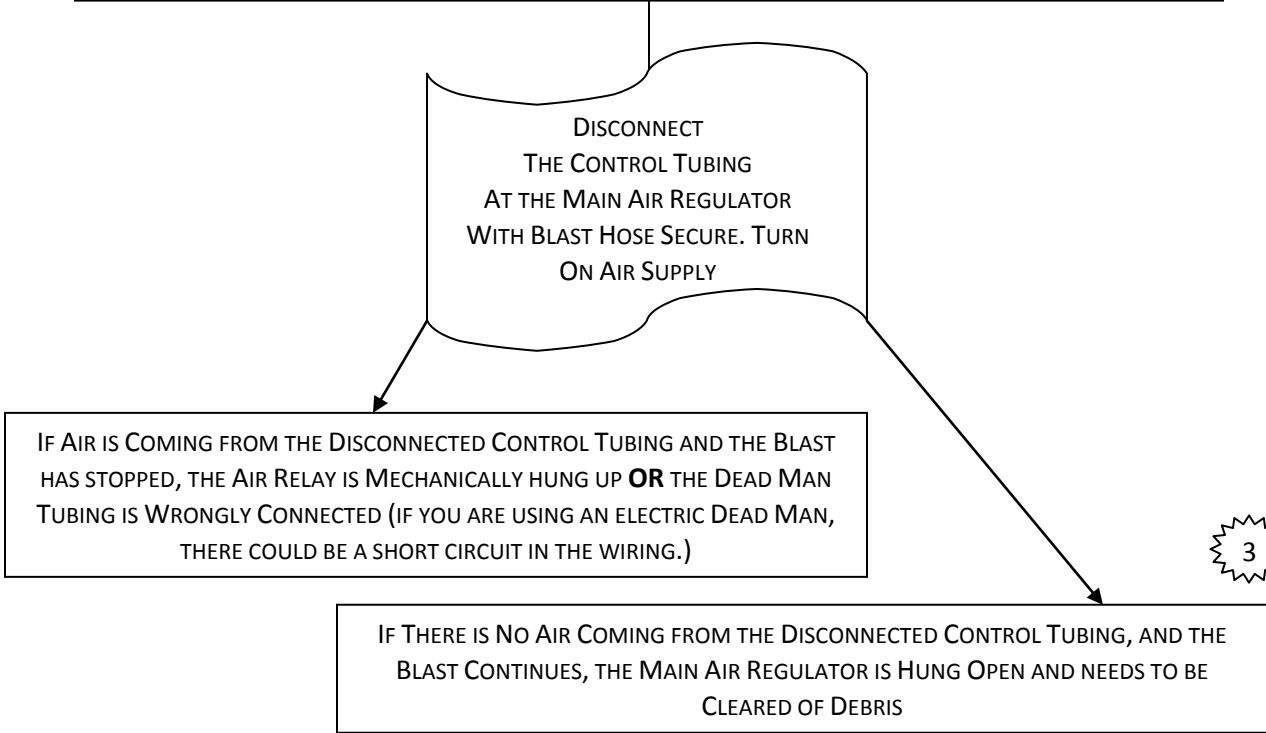 DISCONNECT
THE CONTROL TUBING
AT THE MAIN AIR REGULATOR
WITH BLAST HOSE SECURE. TURN
ON AIR SUPPLY
IF AIR IS COMING FROM THE DISCONNECTED CONTROL TUBING AND THE BLAST
HAS STOPPED, THE AIR RELAY IS MECHANICALLY HUNG UP OR THE DEAD MAN
TUBING IS WRONGLY CONNECTED (IF YOU ARE USING AN ELECTRIC DEAD MAN,
THERE COULD BE A SHORT CIRCUIT IN THE WIRING.)
3
IF THERE IS NO AIR COMING FROM THE DISCONNECTED CONTROL TUBING, AND THE
BLAST CONTINUES, THE MAIN AIR REGULATOR IS HUNG OPEN AND NEEDS TO BE
CLEARED OF DEBRIS